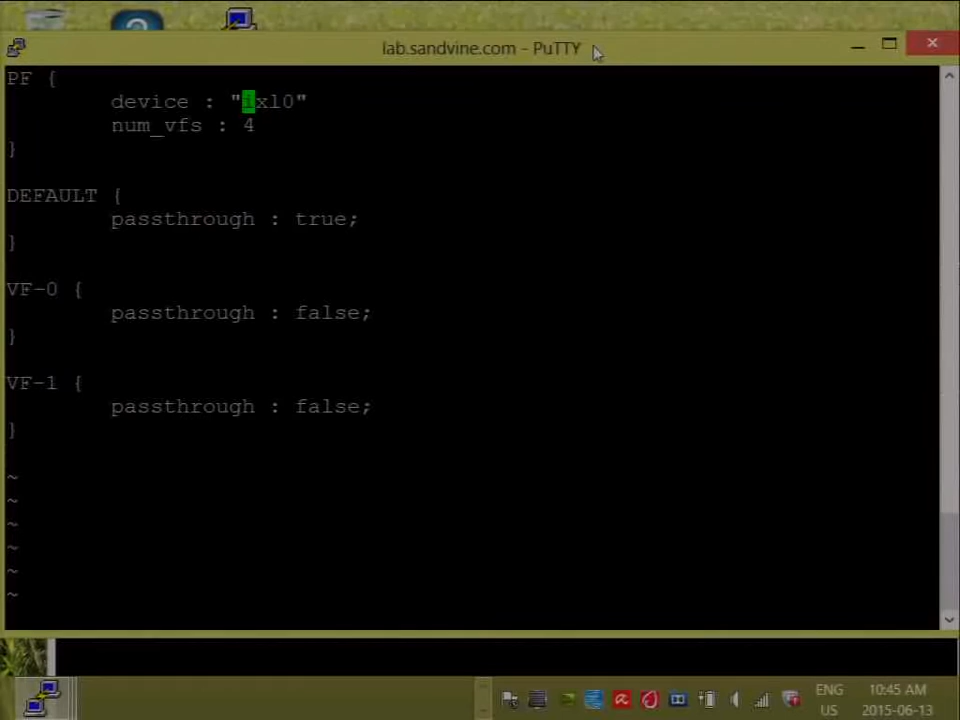 lab.sandvine.com - PuTTY
PF {
device : "ixl0"
num_vfs : 4
}
DEFAULT {
passthrough : true;
}
VF-0 {
passthrough : false;
}
VF-1 {
passthrough : false;
}
~
~
~
~
~
~
ENG
US
10:45 AM
2015-06-13